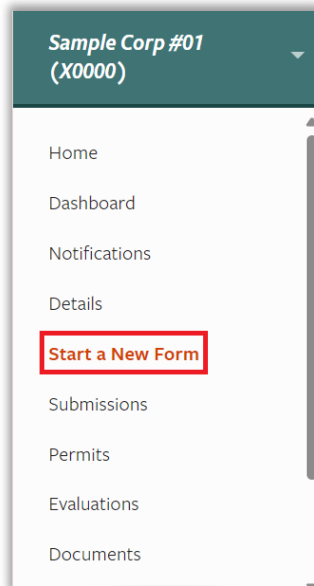 Sample Corp #01
(X0000)
Home
Dashboard
Notifications
Details
Start a New Form
Submissions
Permits
Evaluations
Documents